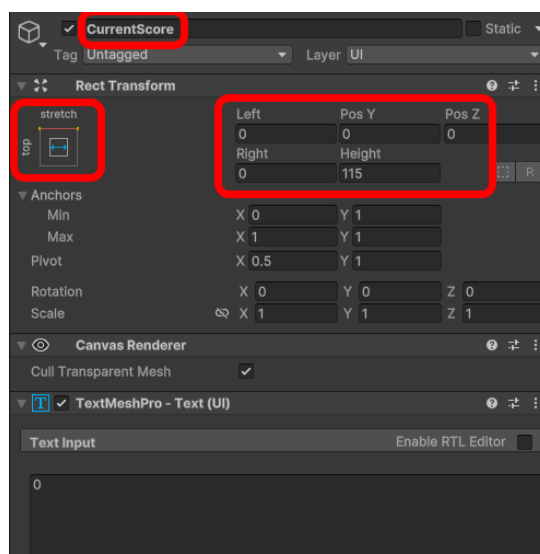 CurrentScore Static
Tag Untagged Layer UI
Rect Transform
stretch Left Pos Y Pos Z
top 0 0 0
Right Height
0 115 R
Anchors
Min X 0 Y 1
Max X 1 Y 1
Pivot X 0.5 Y 1
Rotation X 0 Y 0 Z 0
Scale X 1 Y 1 Z 1
Canvas Renderer
Cull Transparent Mesh
T TextMeshPro - Text (UI)
Text Input Enable RTL Editor
0